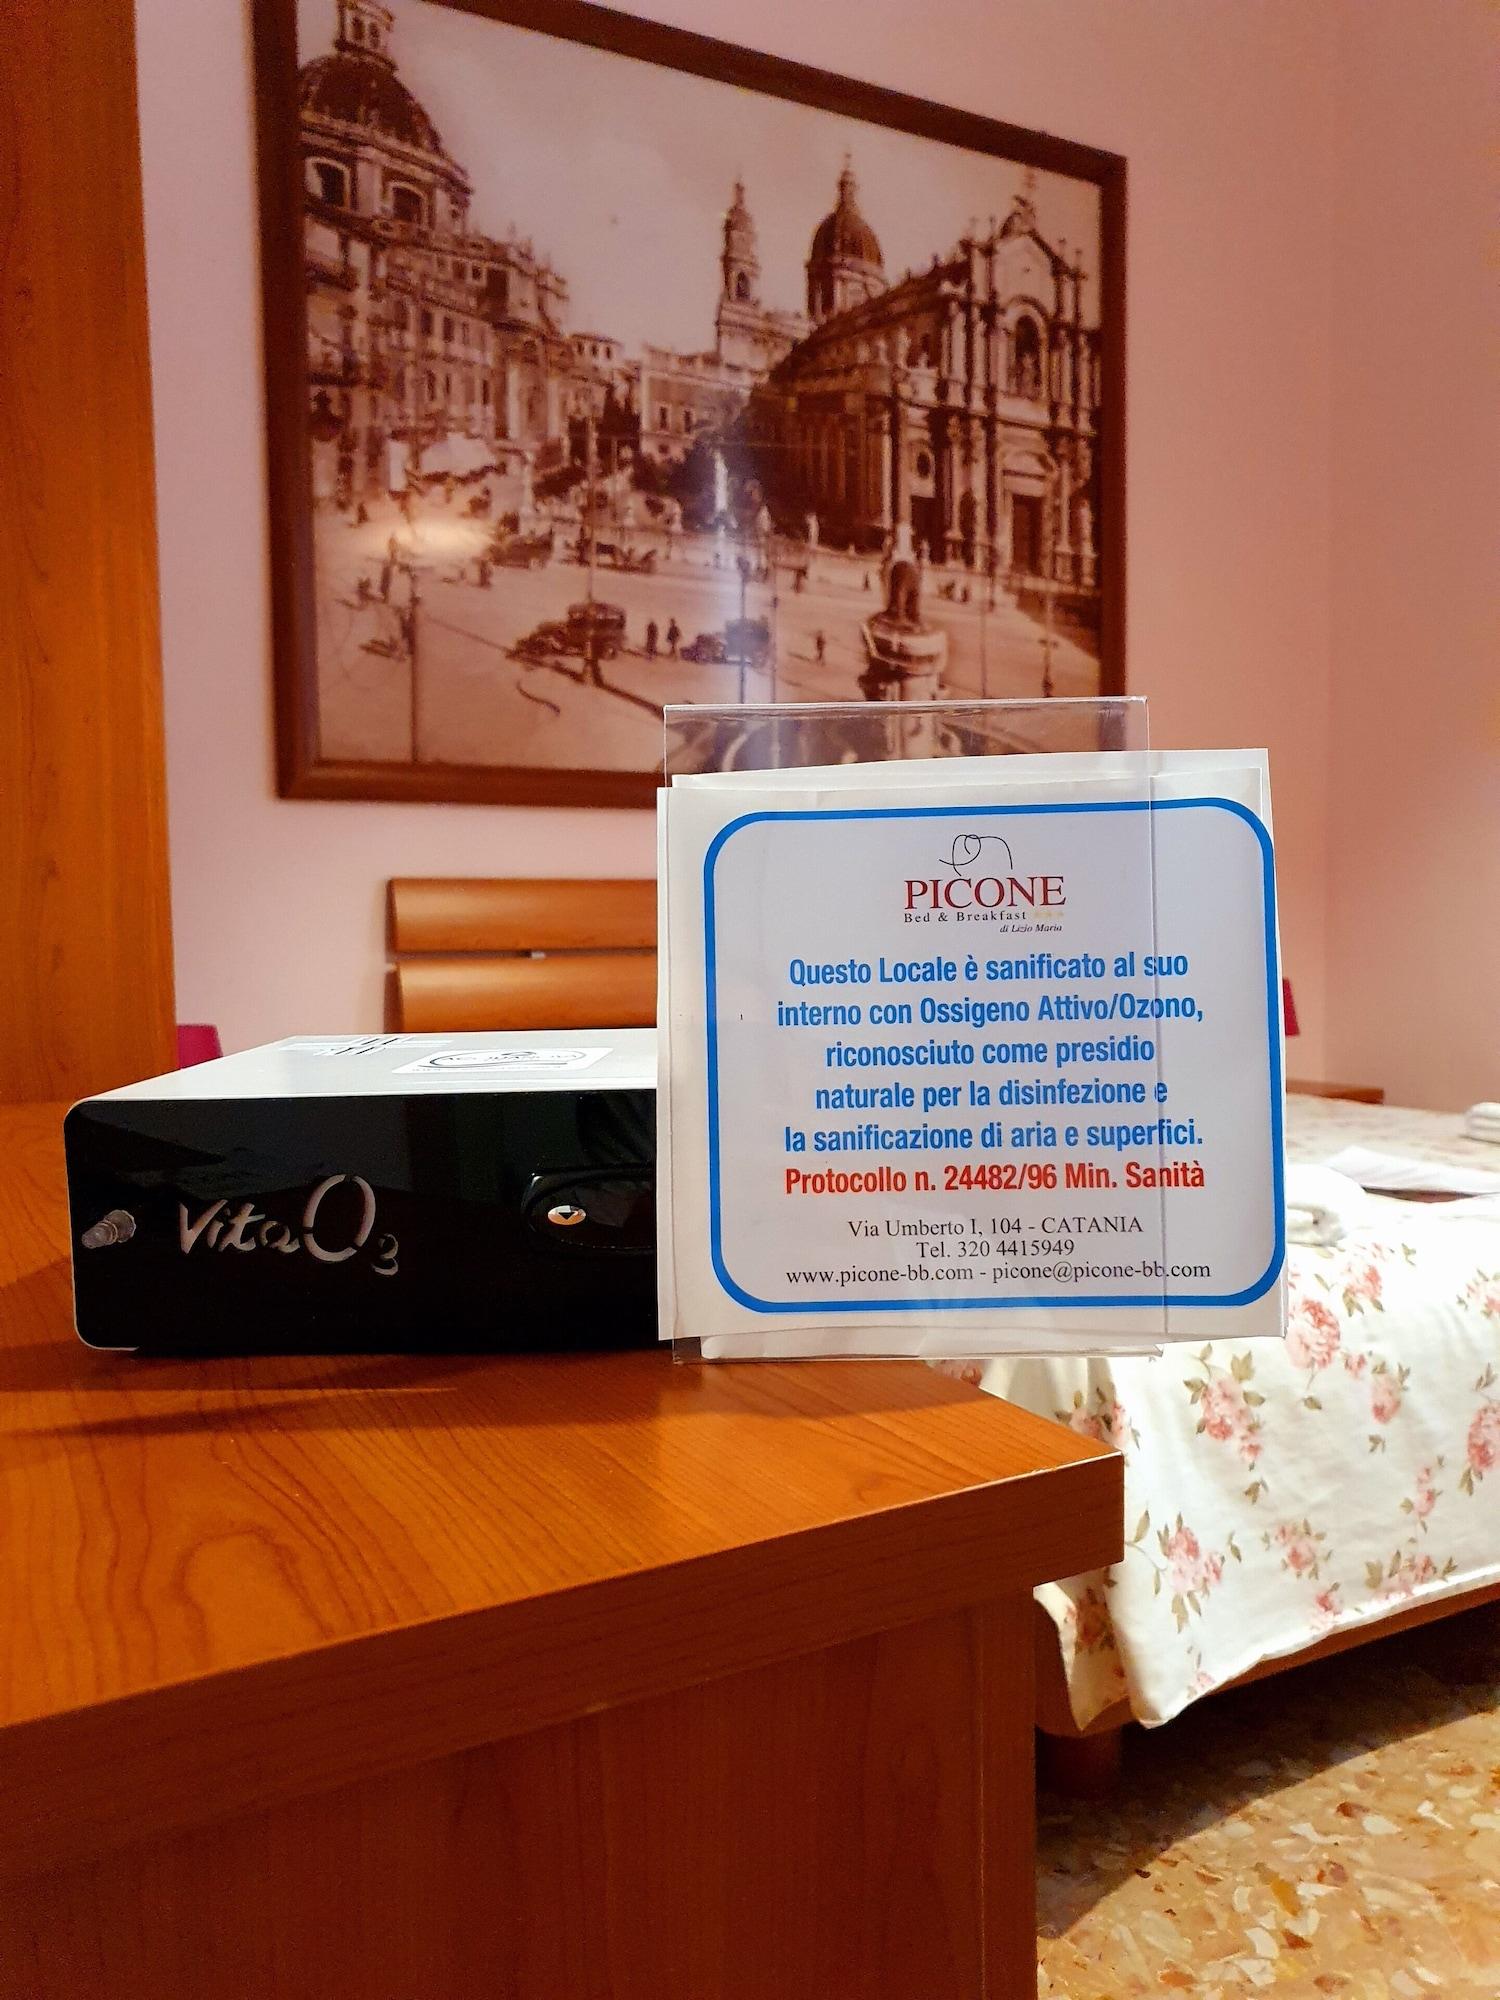 PICONE
Bed & Breakfast ★★★
di Lizio Maria
Questo Locale è sanificato al suo
interno con Ossigeno Attivo/Ozono,
riconosciuto come presidio
naturale per la disinfezione e
la sanificazione di aria e superfici.
Protocollo n. 24482/96 Min. Sanità
Via Umberto I, 104 - CATANIA
Tel. 320 4415949
www.picone-bb.com - picone@picone-bb.com
VitaO3